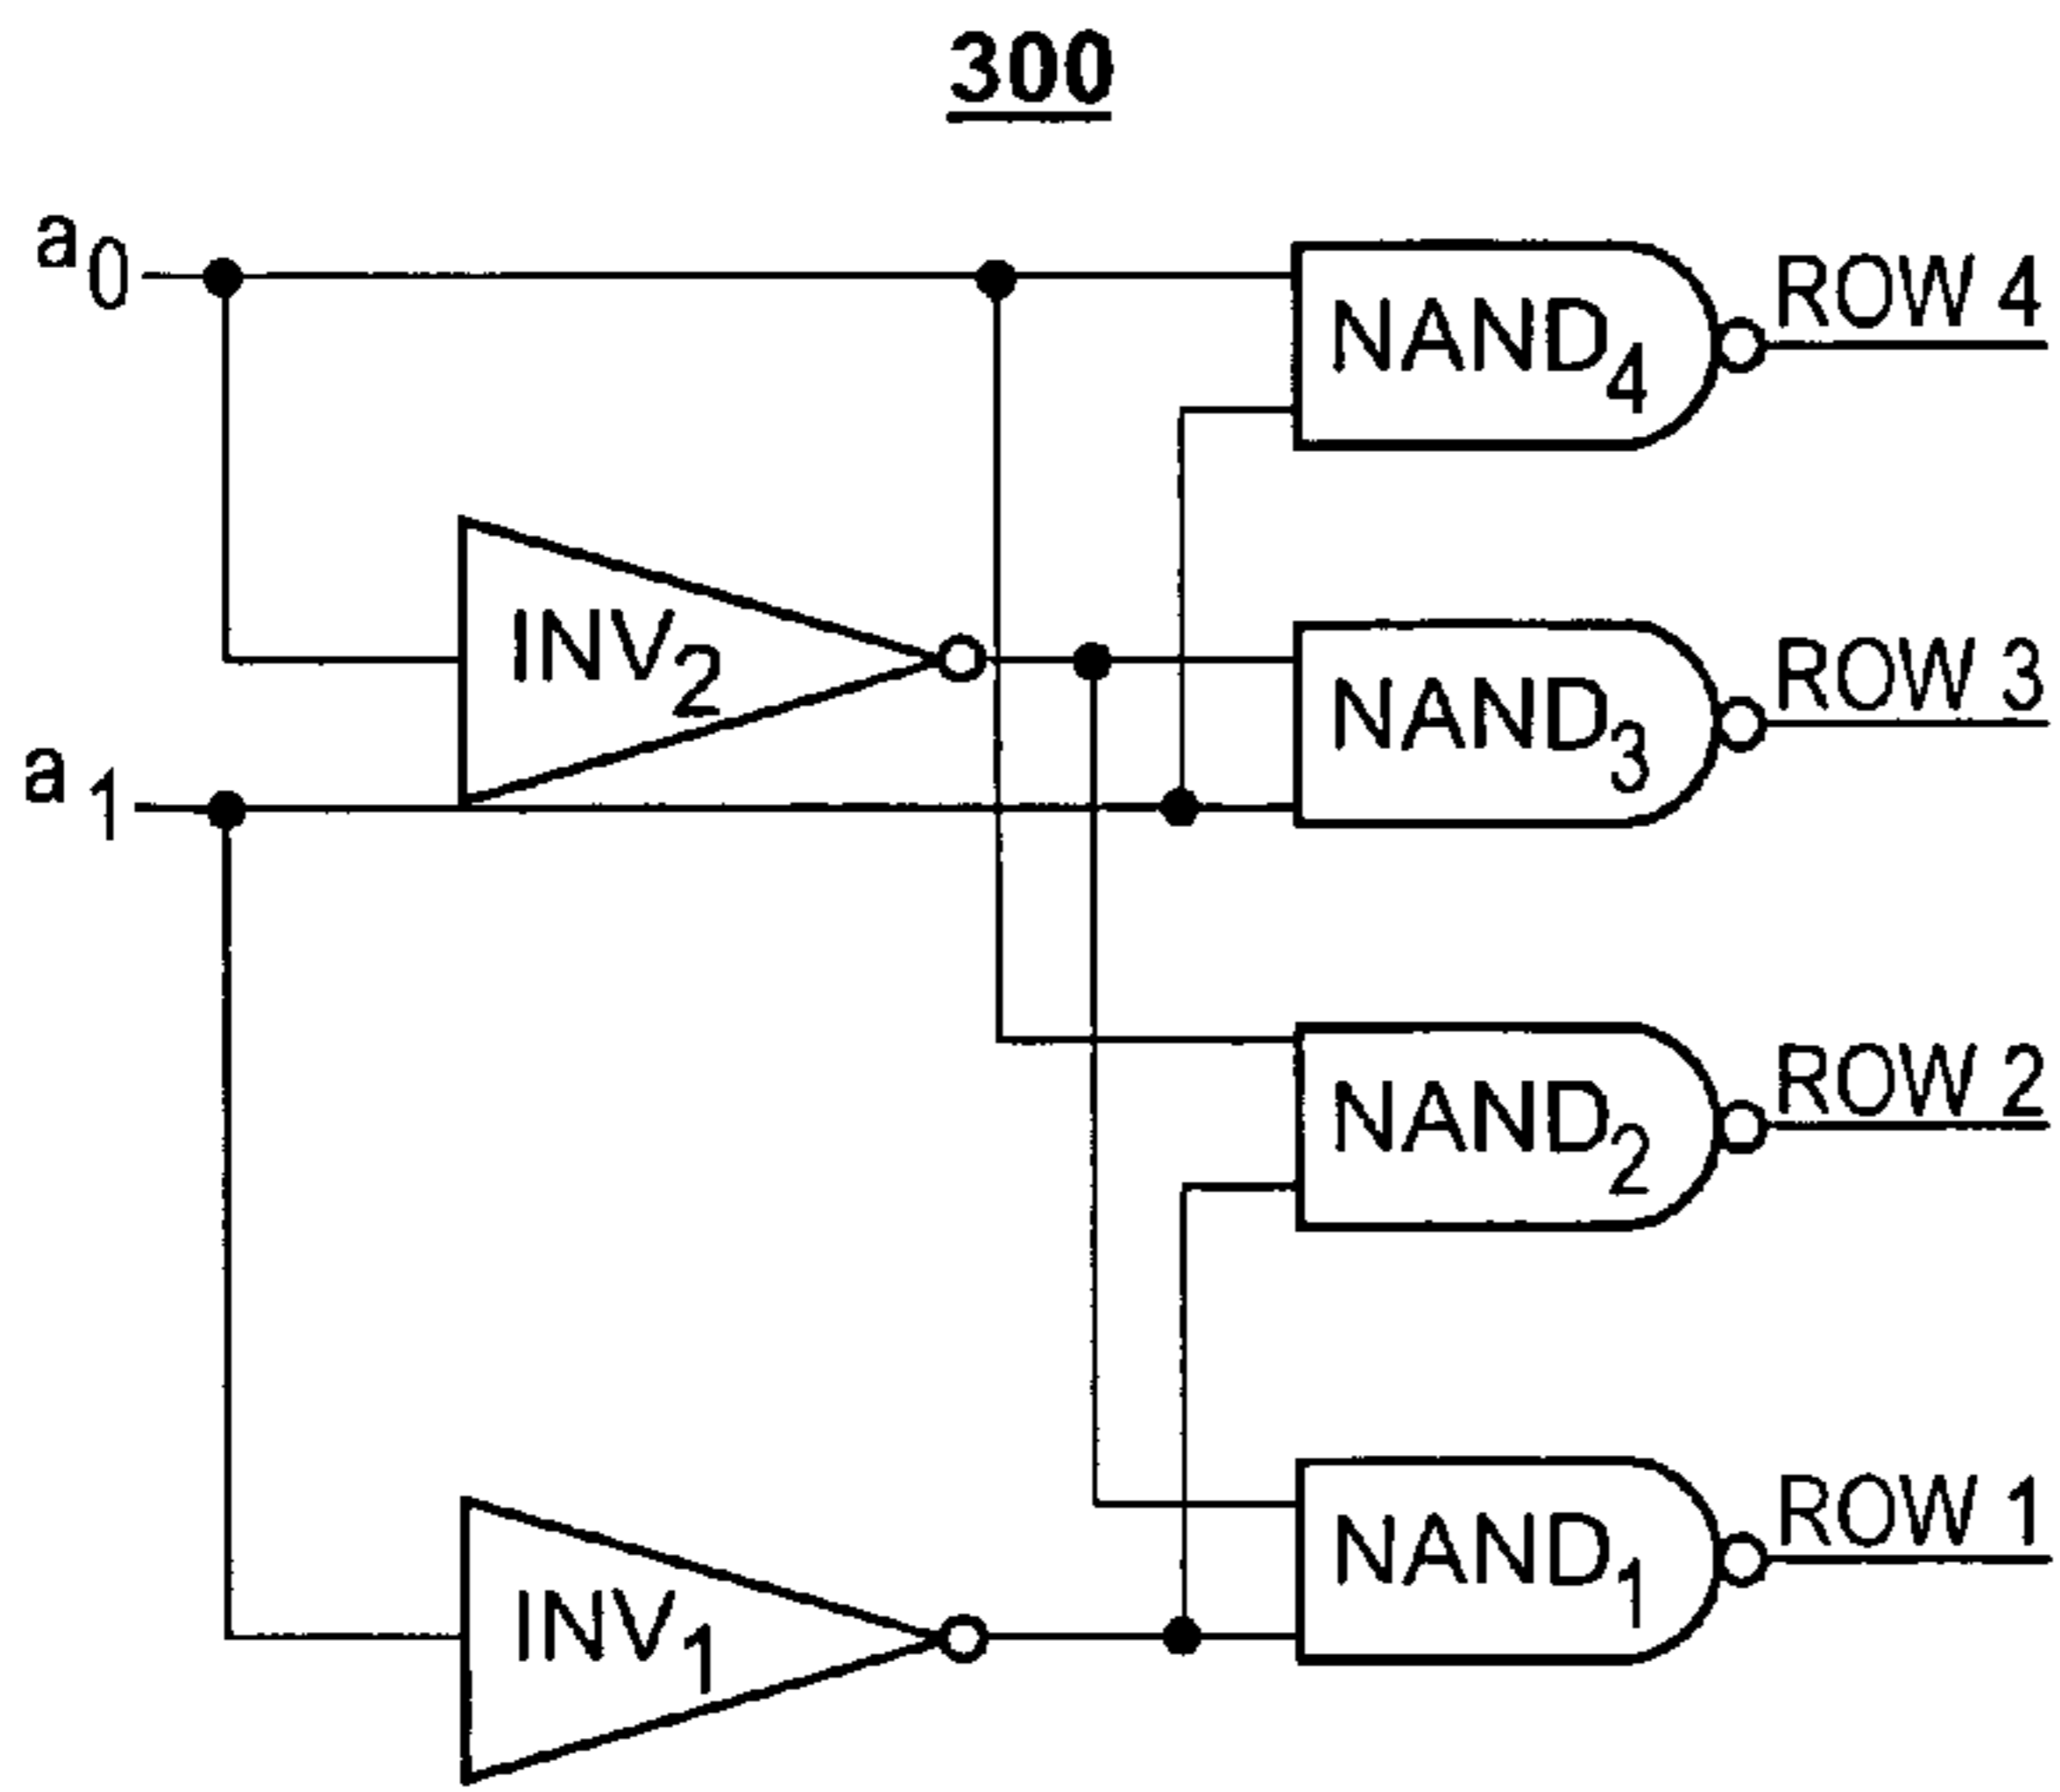 300
a0
NAND4
ROW 4
INV2
NAND3
ROW 3
a1
NAND2
ROW 2
INV1
NAND1
ROW 1